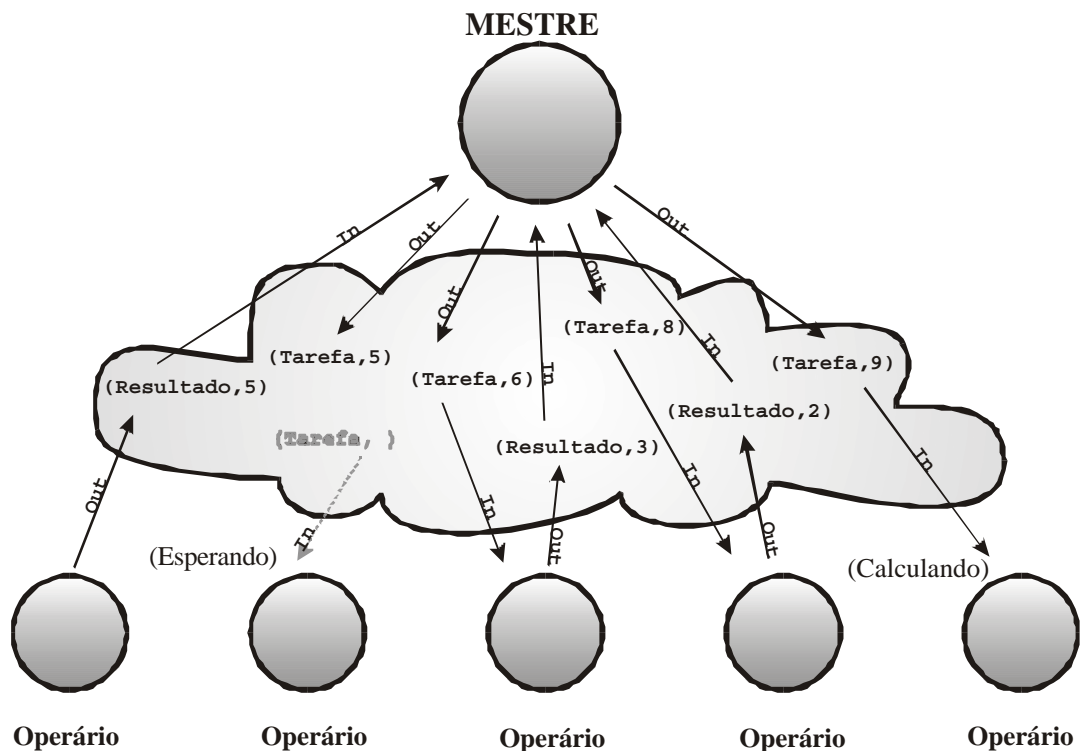 MESTRE
In
Out
Out
Out
Out
(Tarefa,8)
(Tarefa,5)
In
(Tarefa,9)
(Resultado,5)
(Tarefa,6)
In
(Resultado,2)
(Tarefa, )
(Resultado,3)
In
In
In
Out
In
Out
Out
(Esperando)
(Calculando)
Operário
Operário
Operário
Operário
Operário